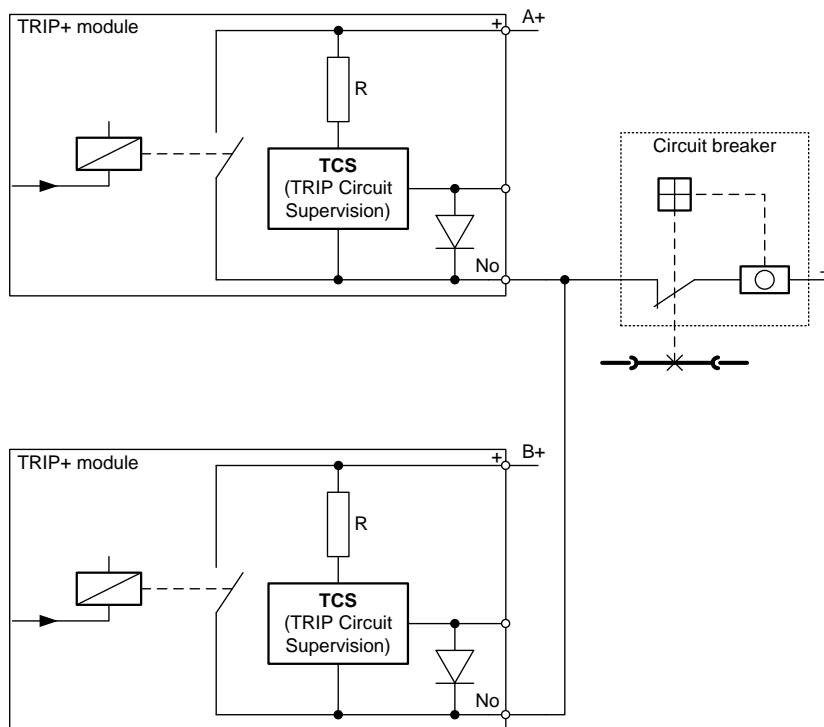 TRIP+ module
+
A+
R
TCS
(TRIP Circuit
Supervision)
No
Circuit breaker
-
TRIP+ module
+
B+
R
TCS
(TRIP Circuit
Supervision)
No